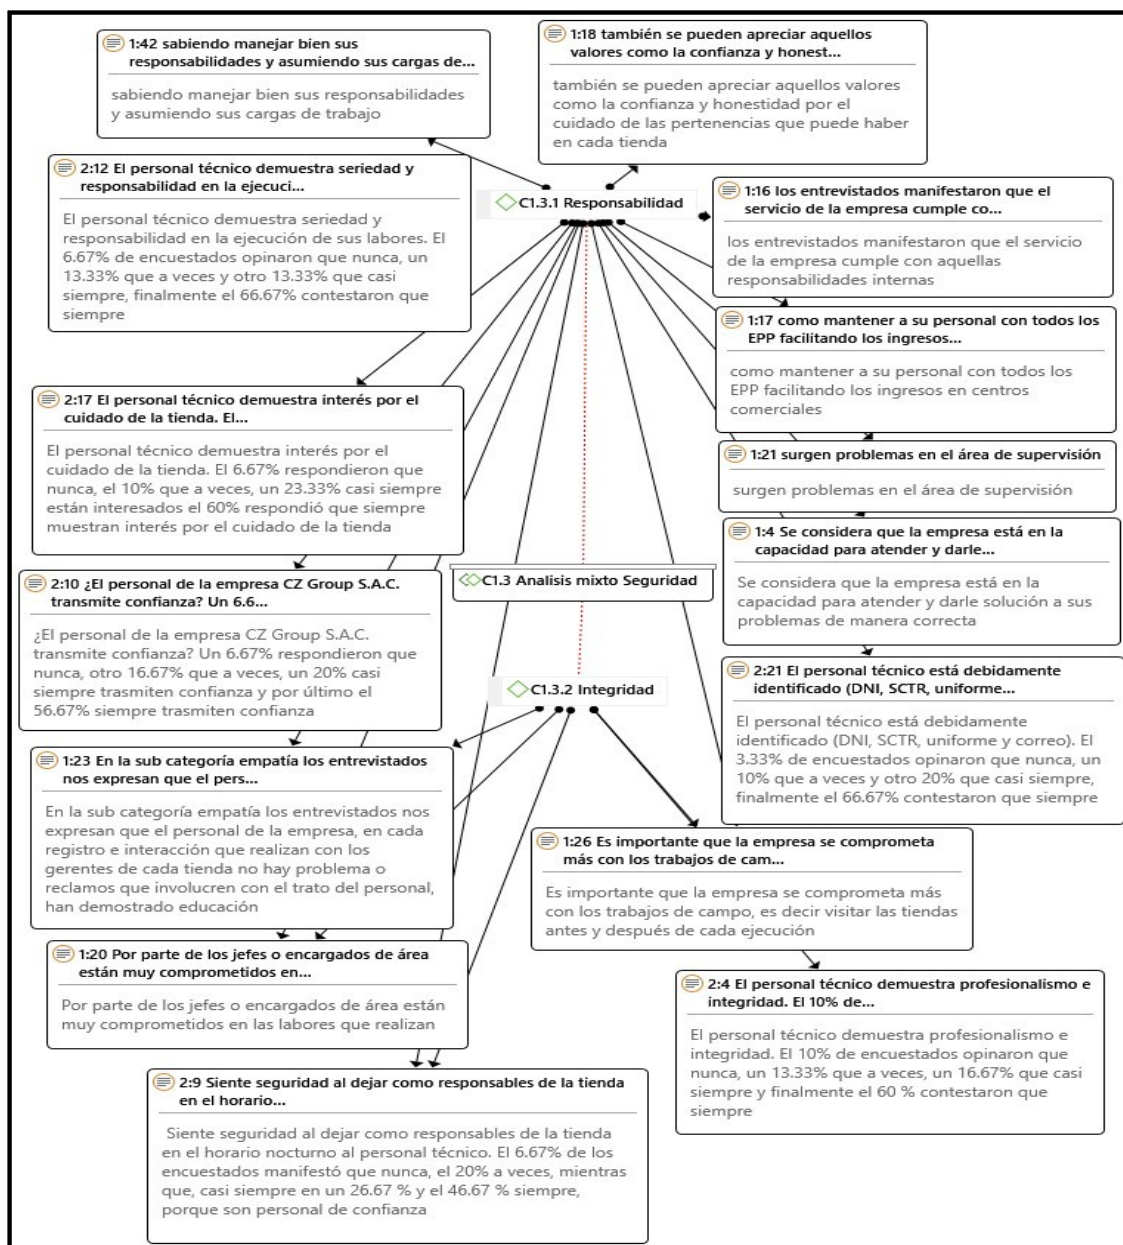 1:42 sabiendo manejar bien sus
responsabilidades y asumiendo sus cargas de...
sabiendo manejar bien sus responsabilidades
y asumiendo sus cargas de trabajo
1:18 también se pueden apreciar aquellos
valores como la confianza y honest...
también se pueden apreciar aquellos valores
como la confianza y honestidad por el
cuidado de las pertenencias que puede haber
en cada tienda
2:12 El personal técnico demuestra seriedad y
responsabilidad en la ejecuci...
El personal técnico demuestra seriedad y
responsabilidad en la ejecución de sus labores. El
6.67% de encuestados opinaron que nunca, un
13.33% que a veces y otro 13.33% que casi
siempre, finalmente el 66.67% contestaron que
siempre
C1.3.1 Responsabilidad
1:16 los entrevistados manifestaron que el
servicio de la empresa cumple co...
los entrevistados manifestaron que el servicio
de la empresa cumple con aquellas
responsabilidades internas
1:17 como mantener a su personal con todos los
EPP facilitando los ingresos...
como mantener a su personal con todos los
EPP facilitando los ingresos en centros
comerciales
2:17 El personal técnico demuestra interés por el
cuidado de la tienda. El...
El personal técnico demuestra interés por el
cuidado de la tienda. El 6.67% respondieron que
nunca, el 10% que a veces, un 23.33% casi siempre
están interesados el 60% respondió que siempre
muestran interés por el cuidado de la tienda
1:21 surgen problemas en el área de supervisión
surgen problemas en el área de supervisión
1:4 Se considera que la empresa está en la
capacidad para atender y darle...
Se considera que la empresa está en la
capacidad para atender y darle solución a sus
problemas de manera correcta
C1.3 Analisis mixto Seguridad
2:10 ¿El personal de la empresa CZ Group S.A.C.
transmite confianza? Un 6.6...
¿El personal de la empresa CZ Group S.A.C.
transmite confianza? Un 6.67% respondieron que
nunca, otro 16.67% que a veces, un 20% casi
siempre trasmiten confianza y por último el
56.67% siempre trasmiten confianza
2:21 El personal técnico está debidamente
identificado (DNI, SCTR, uniforme...
El personal técnico está debidamente
identificado (DNI, SCTR, uniforme y correo). El
3.33% de encuestados opinaron que nunca, un
10% que a veces y otro 20% que casi siempre,
finalmente el 66.67% contestaron que siempre
C1.3.2 Integridad
1:23 En la sub categoría empatía los entrevistados
nos expresan que el pers...
En la sub categoría empatía los entrevistados nos
expresan que el personal de la empresa, en cada
registro e interacción que realizan con los
gerentes de cada tienda no hay problema o
reclamos que involucren con el trato del personal,
han demostrado educación
1:26 Es importante que la empresa se comprometa
más con los trabajos de cam...
Es importante que la empresa se comprometa más
con los trabajos de campo, es decir visitar las tiendas
antes y después de cada ejecución
1:20 Por parte de los jefes o encargados de área
están muy comprometidos en...
Por parte de los jefes o encargados de área están
muy comprometidos en las labores que realizan
2:4 El personal técnico demuestra profesionalismo e
integridad. El 10% de...
El personal técnico demuestra profesionalismo e
integridad. El 10% de encuestados opinaron que
nunca, un 13.33% que a veces, un 16.67% que casi
siempre y finalmente el 60 % contestaron que
siempre
2:9 Siente seguridad al dejar como responsables de la tienda
en el horario...
Siente seguridad al dejar como responsables de la tienda
en el horario nocturno al personal técnico. El 6.67% de los
encuestados manifestó que nunca, el 20% a veces, mientras
que, casi siempre en un 26.67 % y el 46.67 % siempre,
porque son personal de confianza